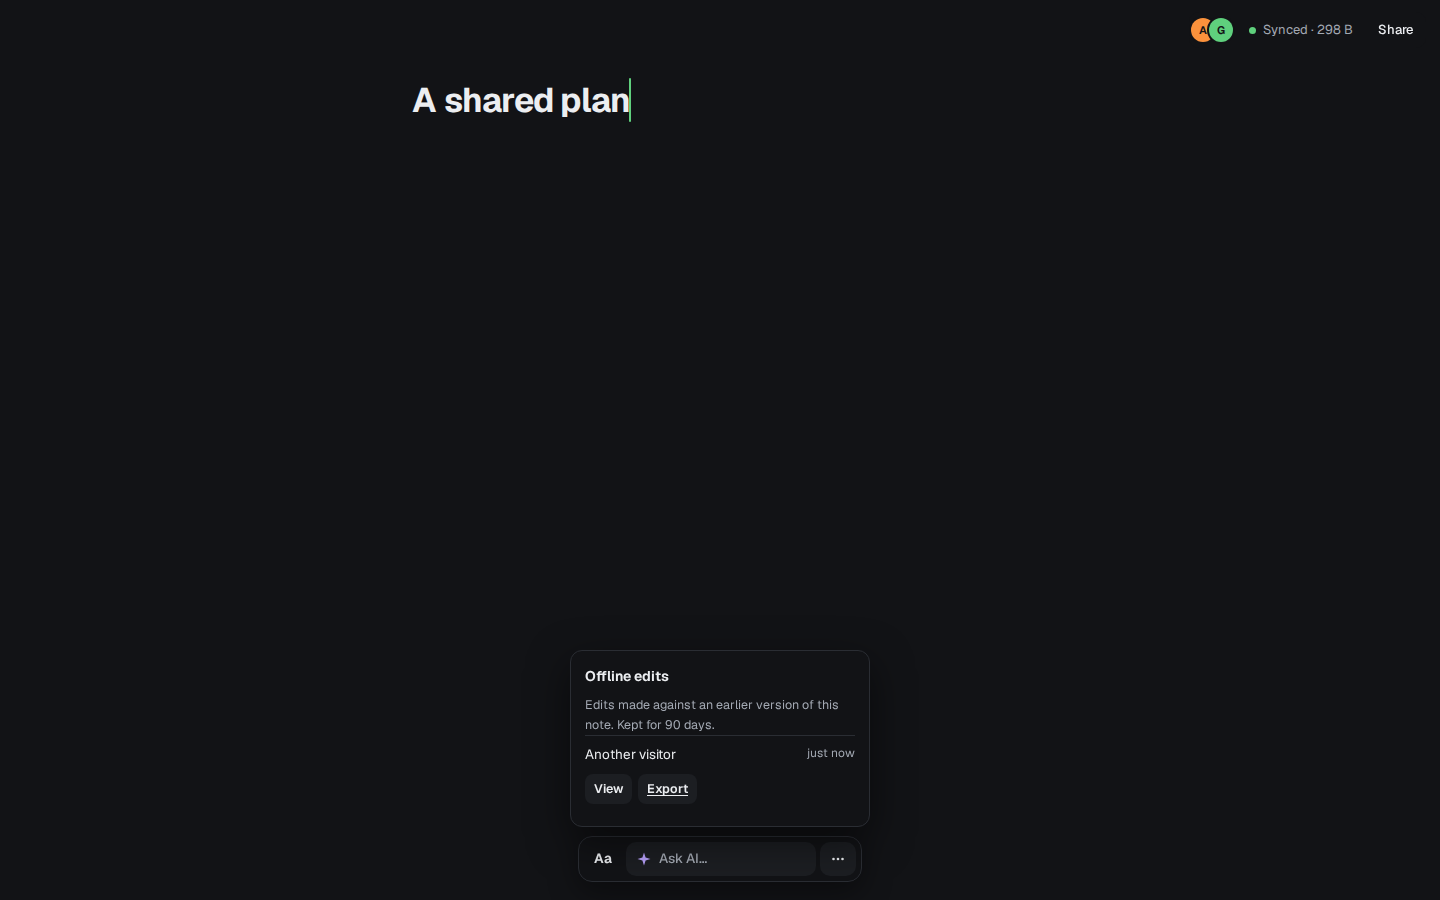 A G Synced · 298 B Share
A shared plan
Offline edits
Edits made against an earlier version of this
note. Kept for 90 days.
Another visitor just now
View Export
Aa Ask AI...